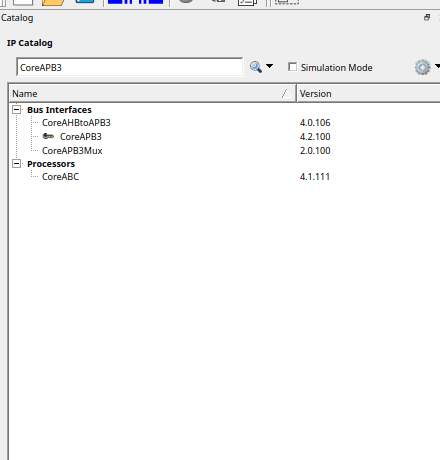 Catalog
IP Catalog
CoreAPB3 Simulation Mode
Name Version
Bus Interfaces
CoreAHBtoAPB3 4.0.106
CoreAPB3 4.2.100
CoreAPB3Mux 2.0.100
Processors
CoreABC 4.1.111